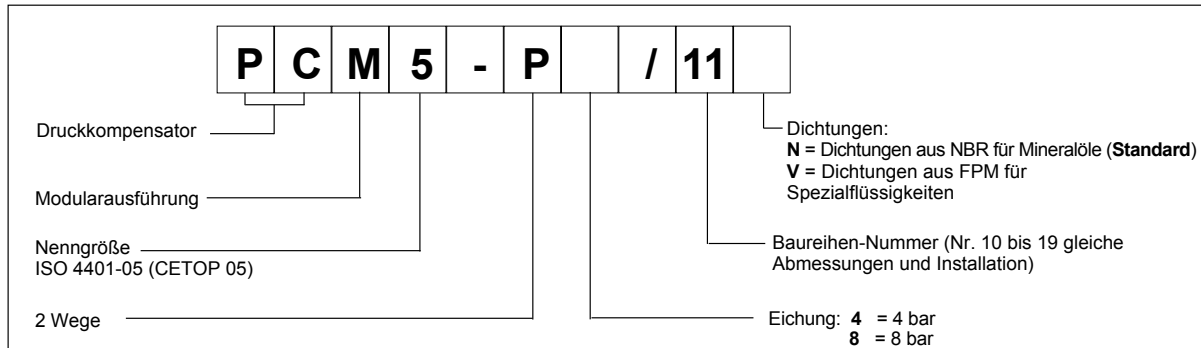 P C M 5 - P / 11
Druckkompensator
Modularausführung
Nenngröße
ISO 4401-05 (CETOP 05)
2 Wege
Dichtungen:
N = Dichtungen aus NBR für Mineralöle (Standard)
V = Dichtungen aus FPM für
Spezialflüssigkeiten
Baureihen-Nummer (Nr. 10 bis 19 gleiche
Abmessungen und Installation)
Eichung: 4 = 4 bar
8 = 8 bar